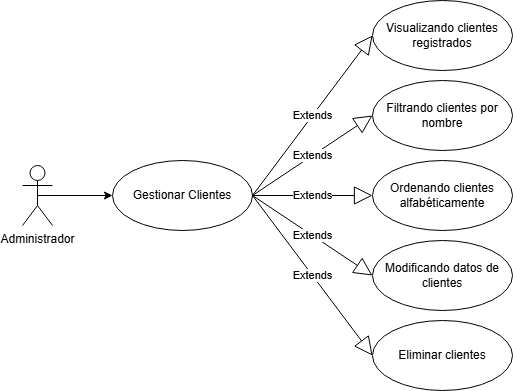 Visualizando clientes
registrados
Extends
Filtrando clientes por
nombre
Extends
Administrador
Gestionar Clientes
Extends
Ordenando clientes
alfabéticamente
Extends
Modificando datos de
clientes
Extends
Eliminar clientes